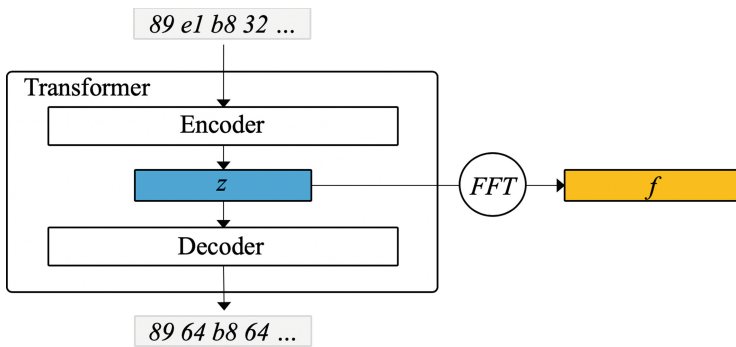 89 e1 b8 32 ...
Transformer
Encoder
z
FFT
f
Decoder
89 64 b8 64 ...